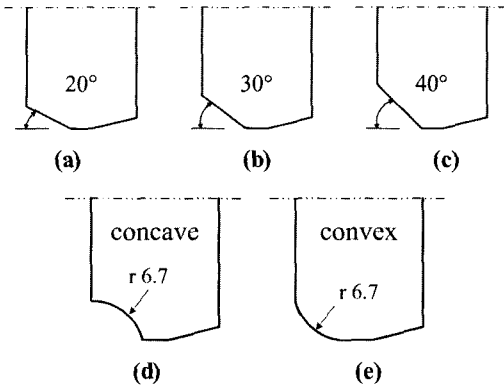 20° 30° 40°
(a) (b) (c)
concave convex
r 6.7 r 6.7
(d) (e)